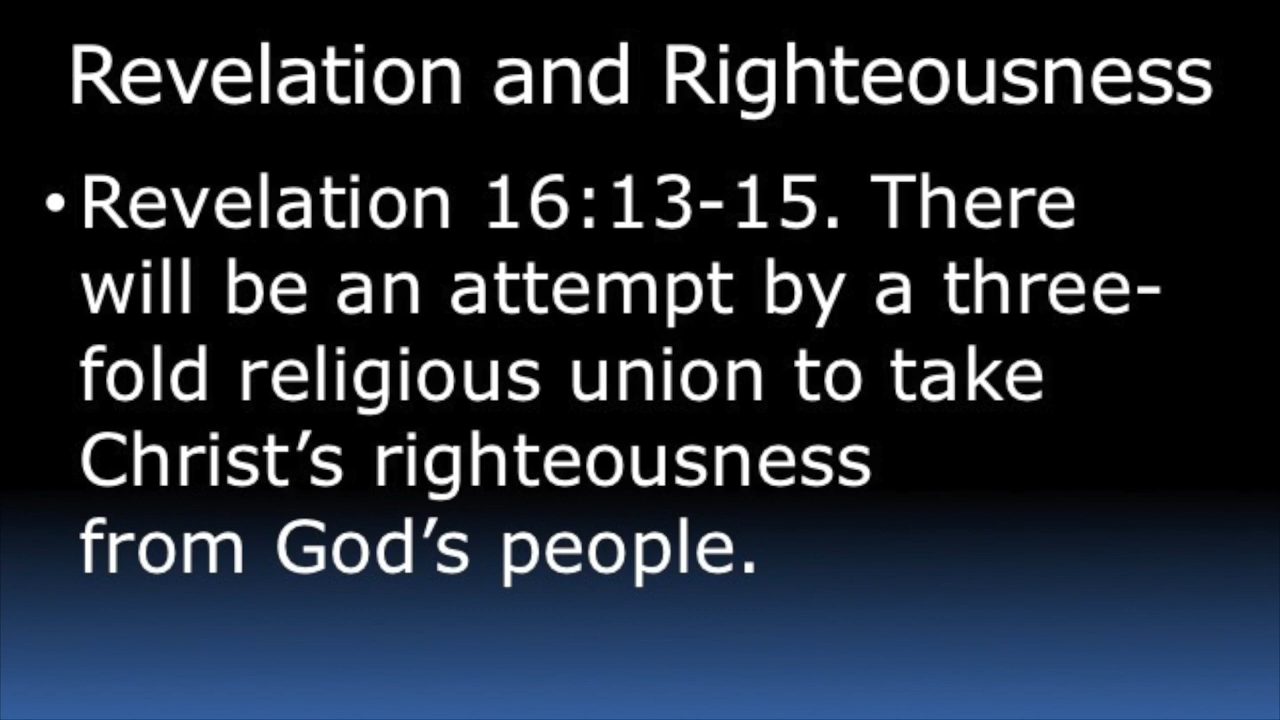 Revelation and Righteousness
• Revelation 16:13-15. There
will be an attempt by a three-
fold religious union to take
Christ’s righteousness
from God’s people.